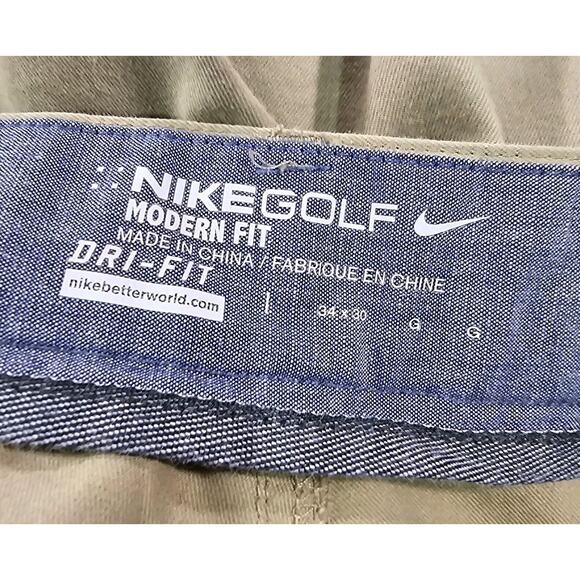 NIKEGOLF
MODERN FIT
MADE IN CHINA / FABRIQUE EN CHINE
DRI-FIT
nikebetterworld.com
L 34 x 30 G G